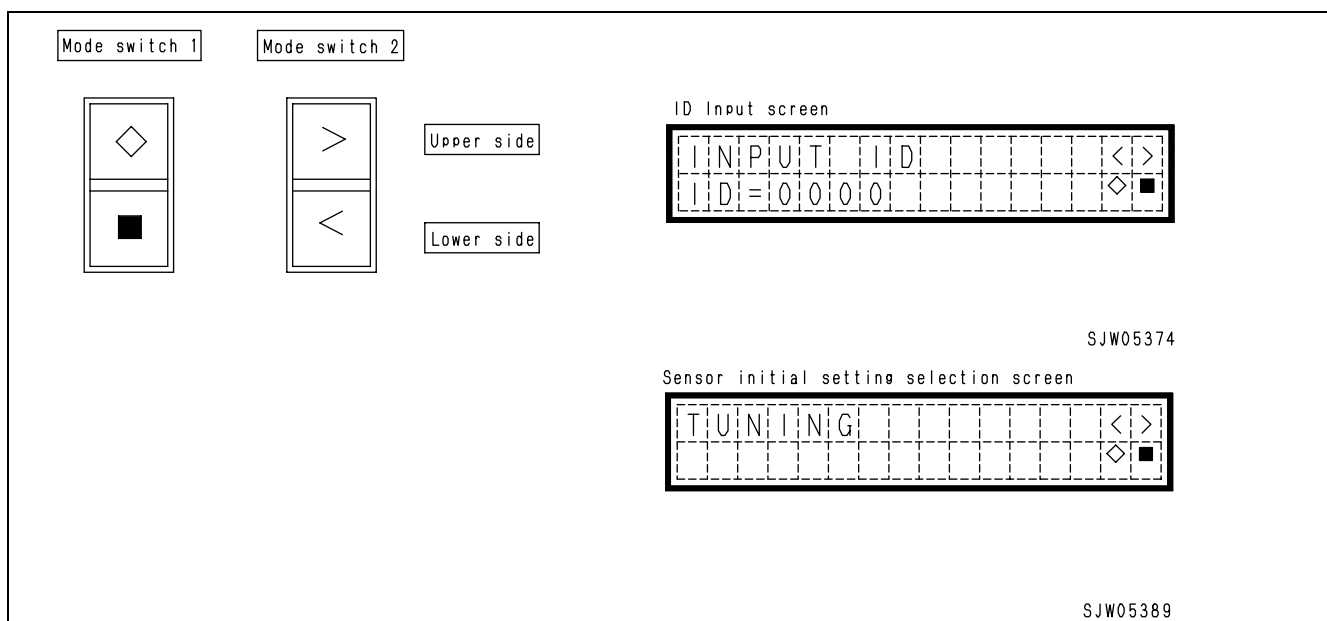 Mode switch 1
Mode switch 2
◇
>
Upper side
■
<
Lower side
ID Input screen
INPUT ID < >
ID=0000 ◇ ■
SJW05374
Sensor initial setting selection screen
TUNING < >
◇ ■
SJW05389